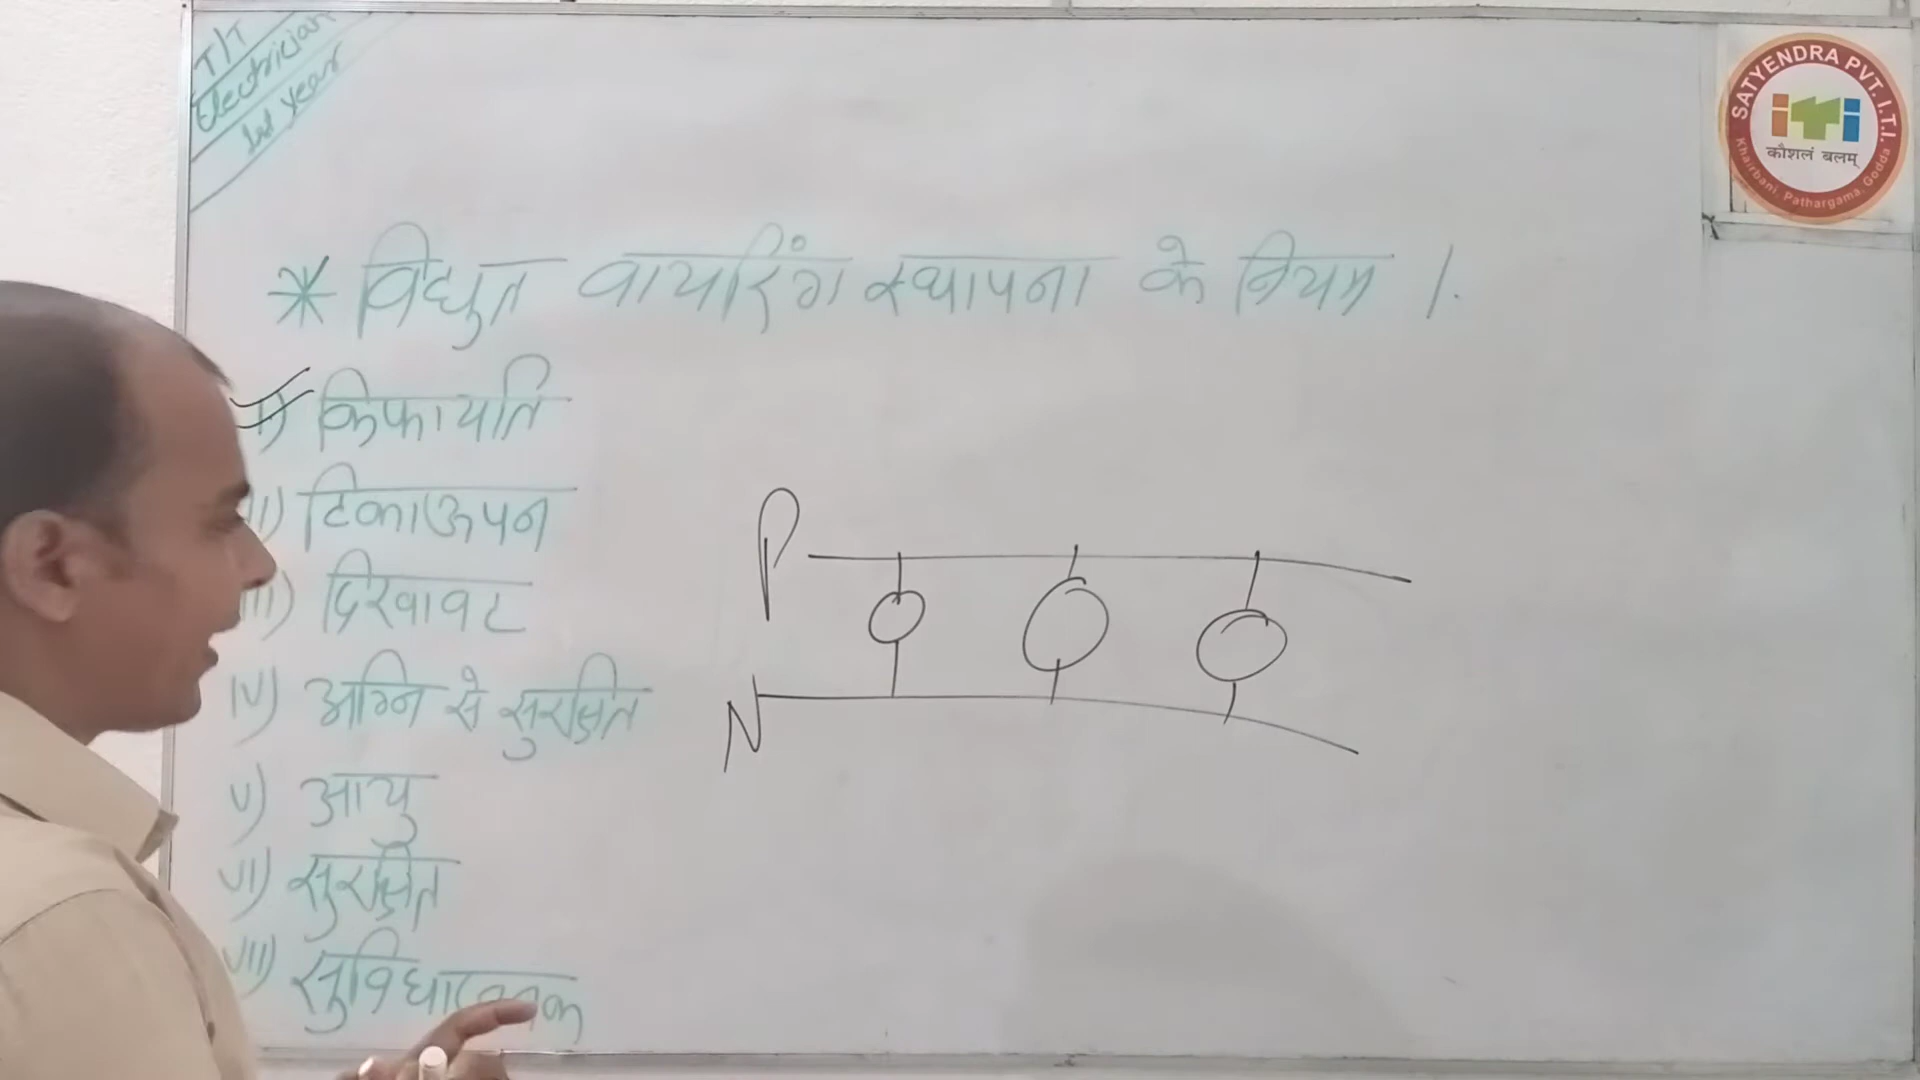 T/T
Electrician
1st year
SATYENDRA PVT. I.T.I.
iTi
कौशलं बलम्
Khairbani, Pathargama, Godda
* विद्युत वायरिंग स्थापना के नियम ।.
I) किफायति
II) टिकाऊपन
III) दिखावट
IV) अग्नि से सुरक्षित
V) आयु
VI) सुरक्षित
VII)
P
N